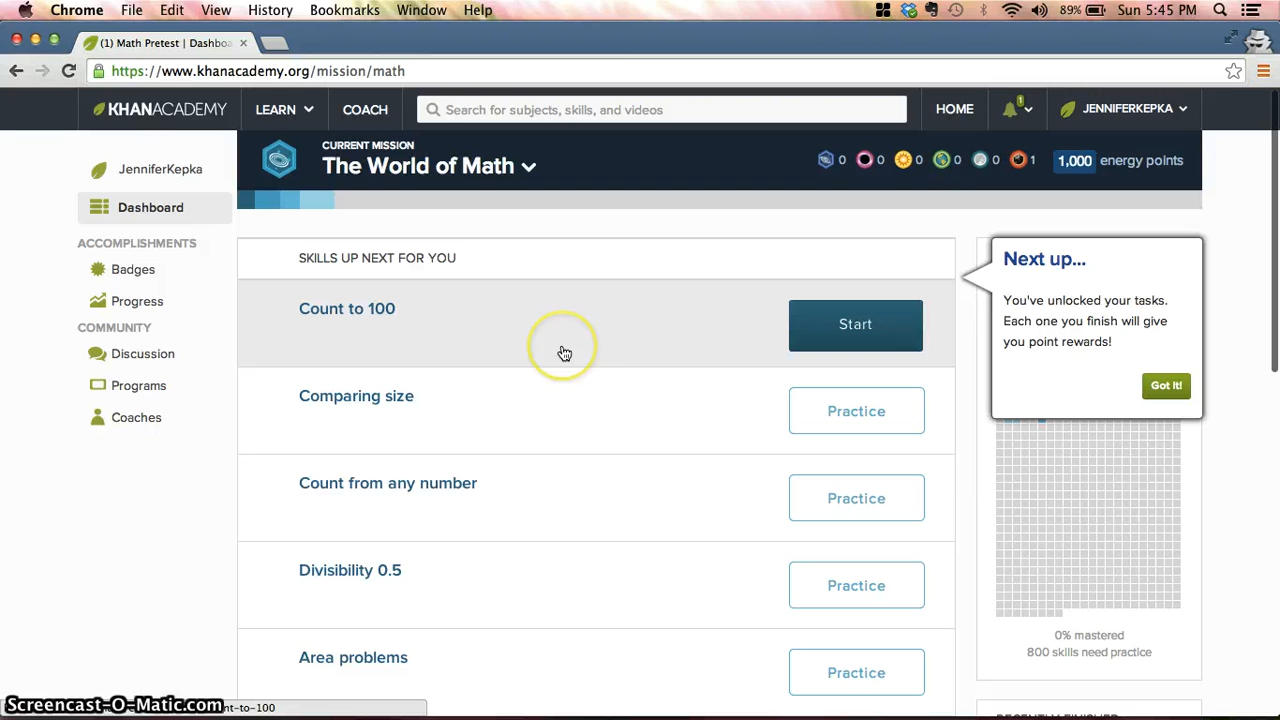 Chrome File Edit View History Bookmarks Window Help 89% Sun 5:45 PM
(1) Math Pretest | Dashboa
https://www.khanacademy.org/mission/math
KHANACADEMY LEARN COACH Search for subjects, skills, and videos HOME 1 JENNIFERKEPKA
JenniferKepka
Dashboard
ACCOMPLISHMENTS
Badges
Progress
COMMUNITY
Discussion
Programs
Coaches
CURRENT MISSION
The World of Math
0 0 0 0 0 1 1,000 energy points
SKILLS UP NEXT FOR YOU
Count to 100 Start
Comparing size Practice
Count from any number Practice
Divisibility 0.5 Practice
Area problems Practice
Next up...
You've unlocked your tasks.
Each one you finish will give
you point rewards!
Got it!
0% mastered
800 skills need practice
RECENTLY FINISHED
Screencast-O-Matic.com
nt-to-100